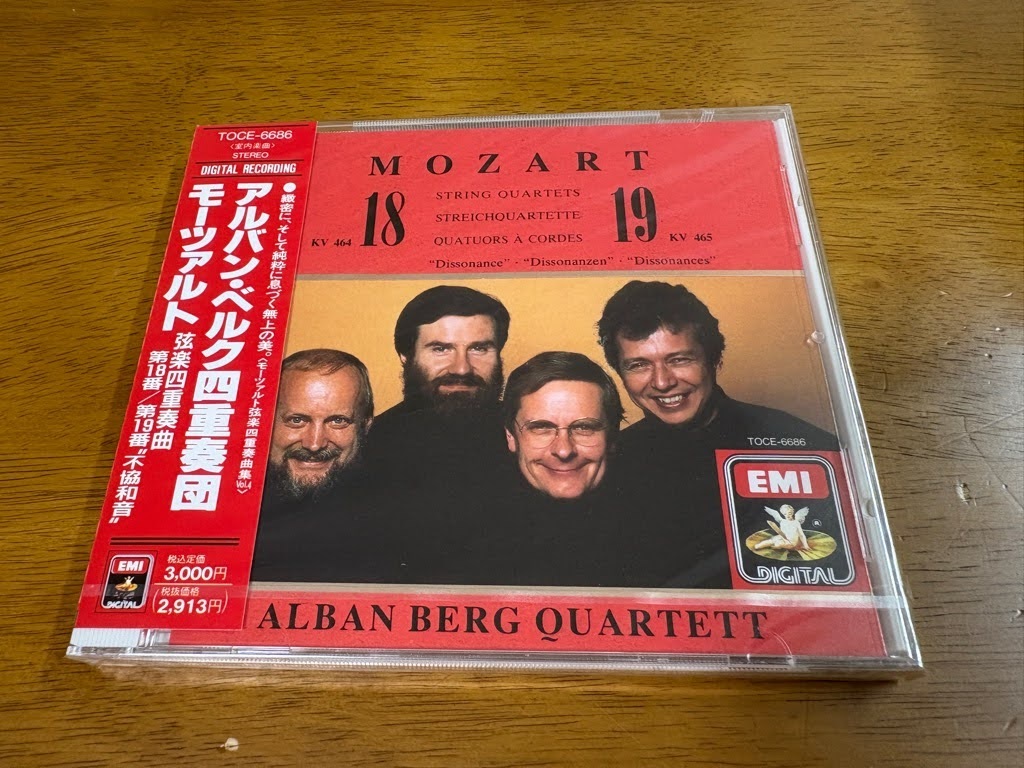 TOCE-6686
〈室内楽曲〉
STEREO
DIGITAL RECORDING
●緻密に、そして純粋に息づく無上の美。〈モーツァルト弦楽四重奏曲集Vol.4〉
アルバン・ベルク四重奏団
モーツァルト
弦楽四重奏曲
第18番/第19番“不協和音”
EMI
DIGITAL
税込定価
3,000円
(税抜価格
2,913円)
MOZART
KV 464 18
STRING QUARTETS
STREICHQUARTETTE
QUATUORS À CORDES
19 KV 465
"Dissonance" · "Dissonanzen" · "Dissonances"
TOCE-6686
EMI
®
DIGITAL
ALBAN BERG QUARTETT